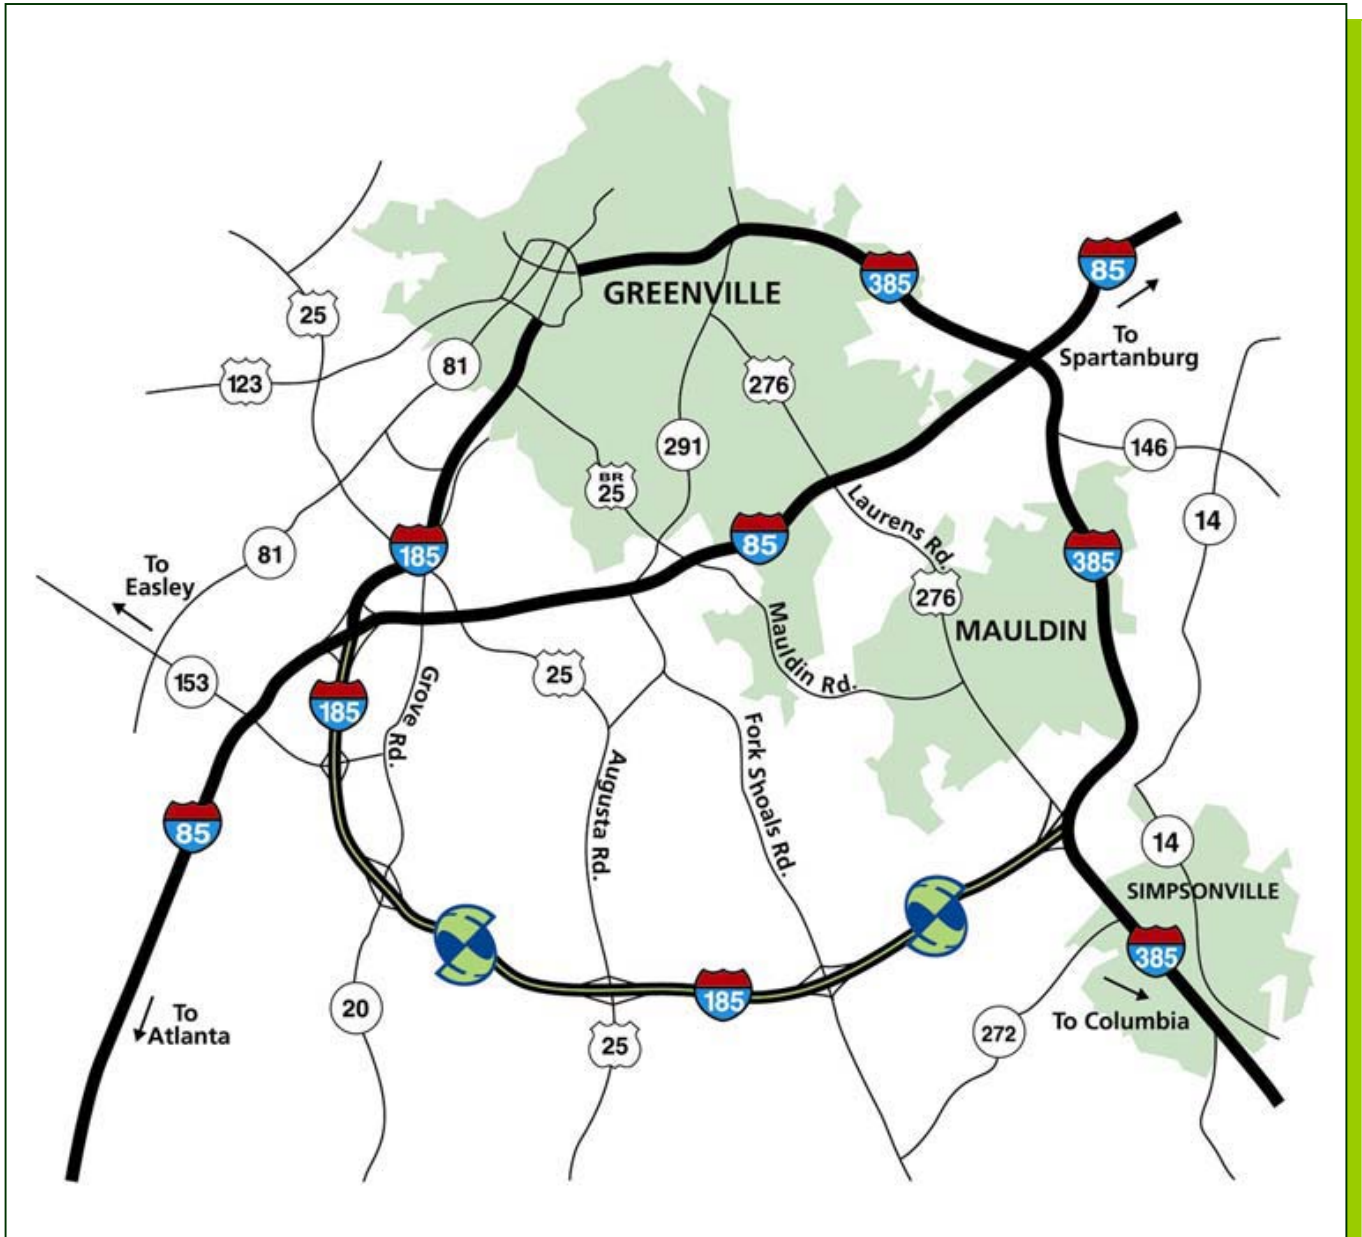 385
85
25
GREENVILLE
To
Spartanburg
81
123
276
291
146
BR
25
14
Laurens Rd.
185
85
385
81
To
Easley
276
MAULDIN
Mauldin Rd.
153
25
Grove Rd.
185
Fork Shoals Rd.
Augusta Rd.
85
14
SIMPSONVILLE
385
185
20
To
Atlanta
To Columbia
272
25